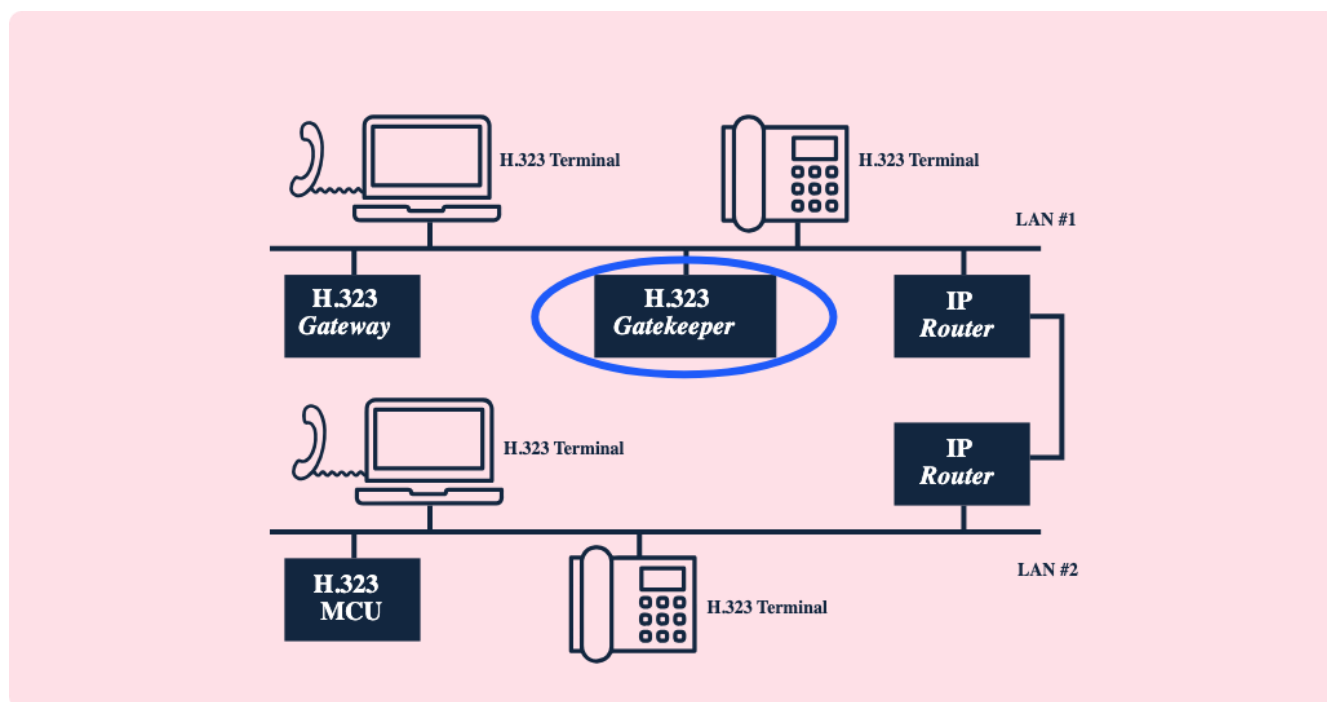 H.323 Terminal
H.323 Terminal
LAN #1
H.323
Gateway
H.323
Gatekeeper
IP
Router
H.323 Terminal
IP
Router
LAN #2
H.323
MCU
H.323 Terminal